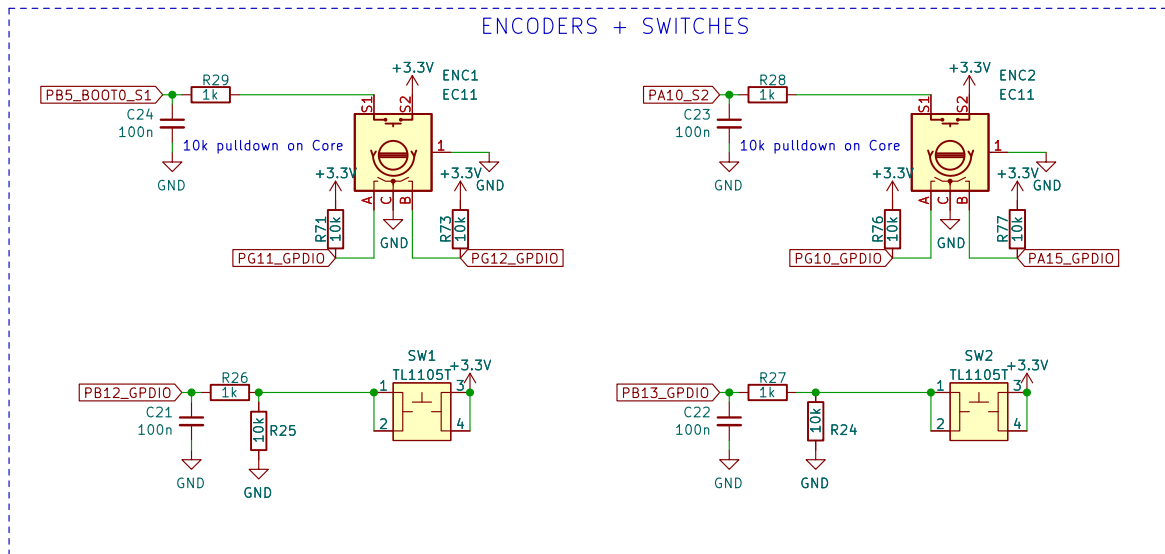 ENCODERS + SWITCHES
PB5_BOOT0_S1
R29
1k
C24
100n
GND
10k pulldown on Core
+3.3V
ENC1
EC11
S1
S2
1
GND
A
C
B
GND
+3.3V
R71
10k
PG11_GPDIO
+3.3V
R73
10k
PG12_GPDIO
PA10_S2
R28
1k
C23
100n
GND
10k pulldown on Core
+3.3V
ENC2
EC11
S1
S2
1
GND
A
C
B
GND
+3.3V
R76
10k
PG10_GPDIO
+3.3V
R77
10k
PA15_GPDIO
PB12_GPDIO
R26
1k
C21
100n
GND
10k
R25
GND
SW1
TL1105T
+3.3V
1
2
3
4
PB13_GPDIO
R27
1k
C22
100n
GND
10k
R24
GND
SW2
TL1105T
+3.3V
1
2
3
4